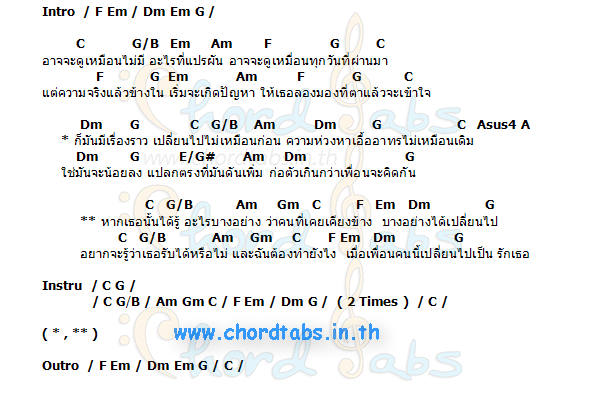 Intro / F Em / Dm Em G /
C G/B Em Am F G C
อาจจะดูเหมือนไม่มี อะไรที่แปรผัน อาจจะดูเหมือนทุกวันที่ผ่านมา
F G Em Am F G C
แต่ความจริงแล้วข้างใน เริ่มจะเกิดปัญหา ให้เธอลองมองที่ตาแล้วจะเข้าใจ
Dm G C G/B Am Dm G C Asus4 A
* ก็มันมีเรื่องราว เปลี่ยนไปไม่เหมือนก่อน ความห่วงหาเอื้ออาทรไม่เหมือนเดิม
Dm G E/G# Am Dm G
ใช่มันจะน้อยลง แปลกตรงที่มันดันเพิ่ม ก่อตัวเกินกว่าเพื่อนจะคิดกัน
C G/B Am Gm C F Em Dm G
** หากเธอนั้นได้รู้ อะไรบางอย่าง ว่าคนที่เคยเคียงข้าง บางอย่างได้เปลี่ยนไป
C G/B Am Gm C F Em Dm G
อยากจะรู้ว่าเธอรับได้หรือไม่ และฉันต้องทำยังไง เมื่อเพื่อนคนนี้เปลี่ยนไปเป็น รักเธอ
Instru / C G /
/ C G/B / Am Gm C / F Em / Dm G / ( 2 Times ) / C /
( * , ** )
www.chordtabs.in.th
Outro / F Em / Dm Em G / C /